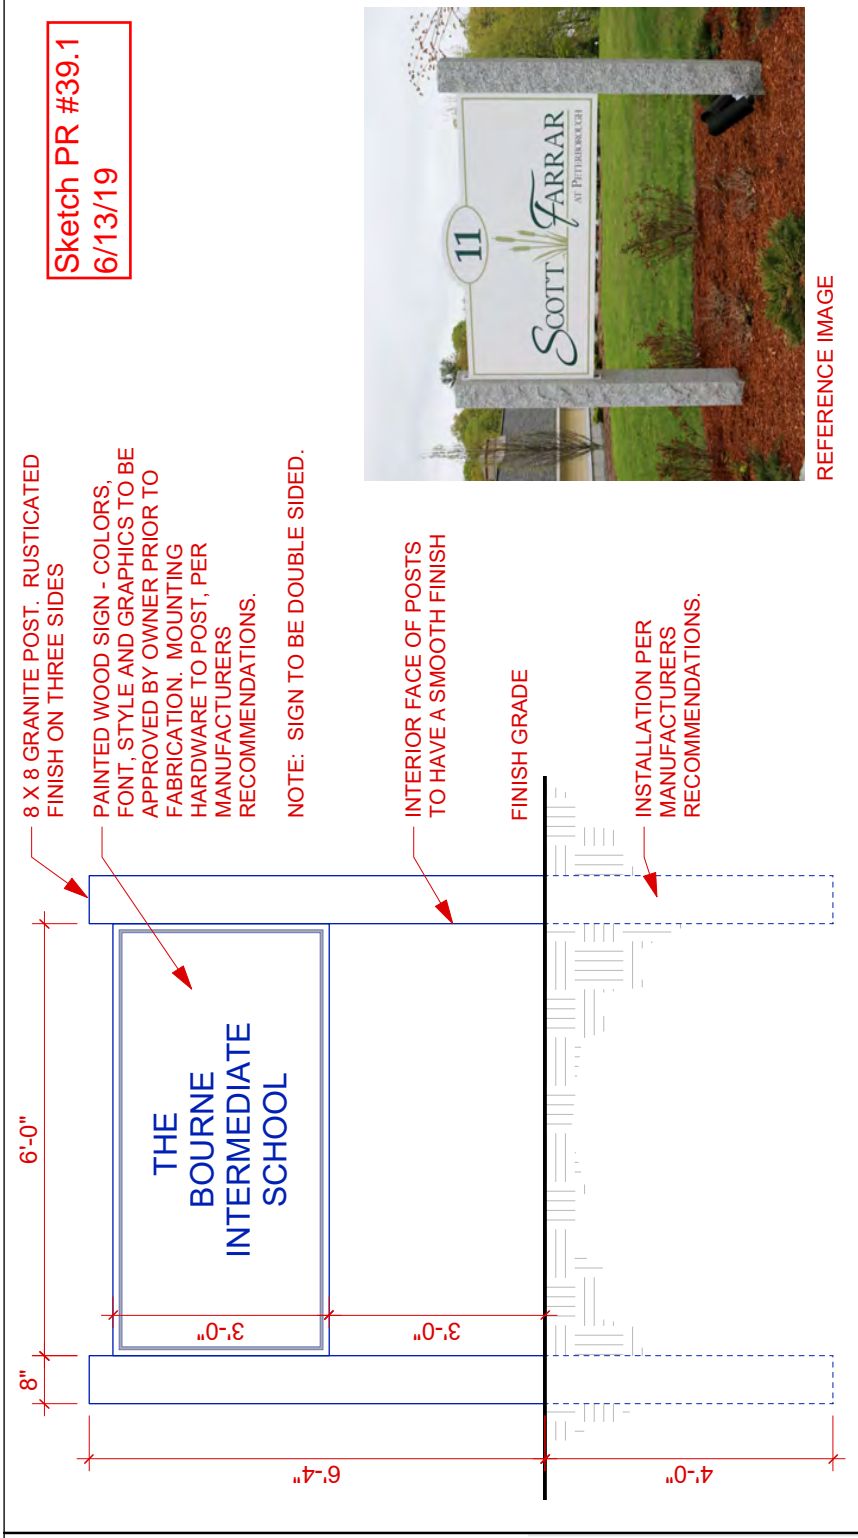 Sketch PR #39.1
6/13/19
8 X 8 GRANITE POST. RUSTICATED
FINISH ON THREE SIDES
PAINTED WOOD SIGN - COLORS,
FONT, STYLE AND GRAPHICS TO BE
APPROVED BY OWNER PRIOR TO
FABRICATION. MOUNTING
HARDWARE TO POST, PER
MANUFACTURERS
RECOMMENDATIONS.
NOTE: SIGN TO BE DOUBLE SIDED.
INTERIOR FACE OF POSTS
TO HAVE A SMOOTH FINISH
FINISH GRADE
INSTALLATION PER
MANUFACTURERS
RECOMMENDATIONS.
8"
6'-0"
THE
BOURNE
INTERMEDIATE
SCHOOL
3'-0"
3'-0"
6'-4"
4'-0"
11
SCOTT FARRAR
AT PETERBOROUGH
REFERENCE IMAGE